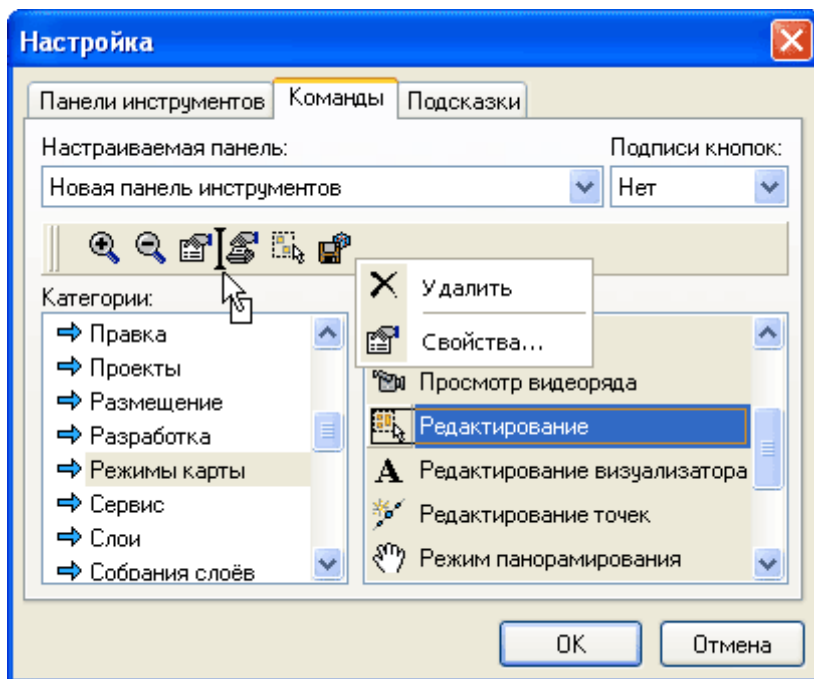 Настройка
Панели инструментов Команды Подсказки
Настраиваемая панель: Подписи кнопок:
Новая панель инструментов Нет
Категории:
Удалить
Свойства...
Правка
Проекты
Размещение
Разработка
Режимы карты
Сервис
Слои
Собрания слоёв
Просмотр видеоряда
Редактирование
Редактирование визуализатора
Редактирование точек
Режим панорамирования
OK Отмена